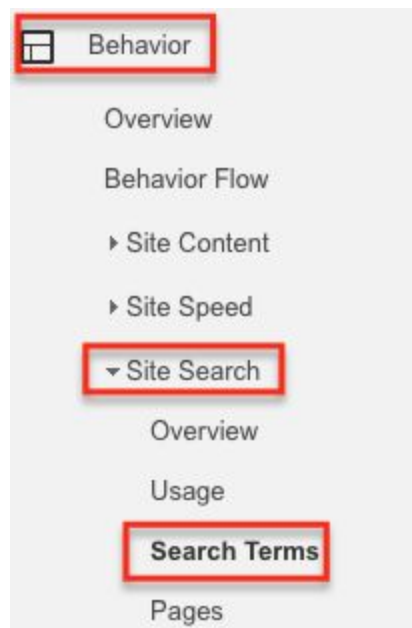 Behavior
Overview
Behavior Flow
Site Content
Site Speed
Site Search
Overview
Usage
Search Terms
Pages